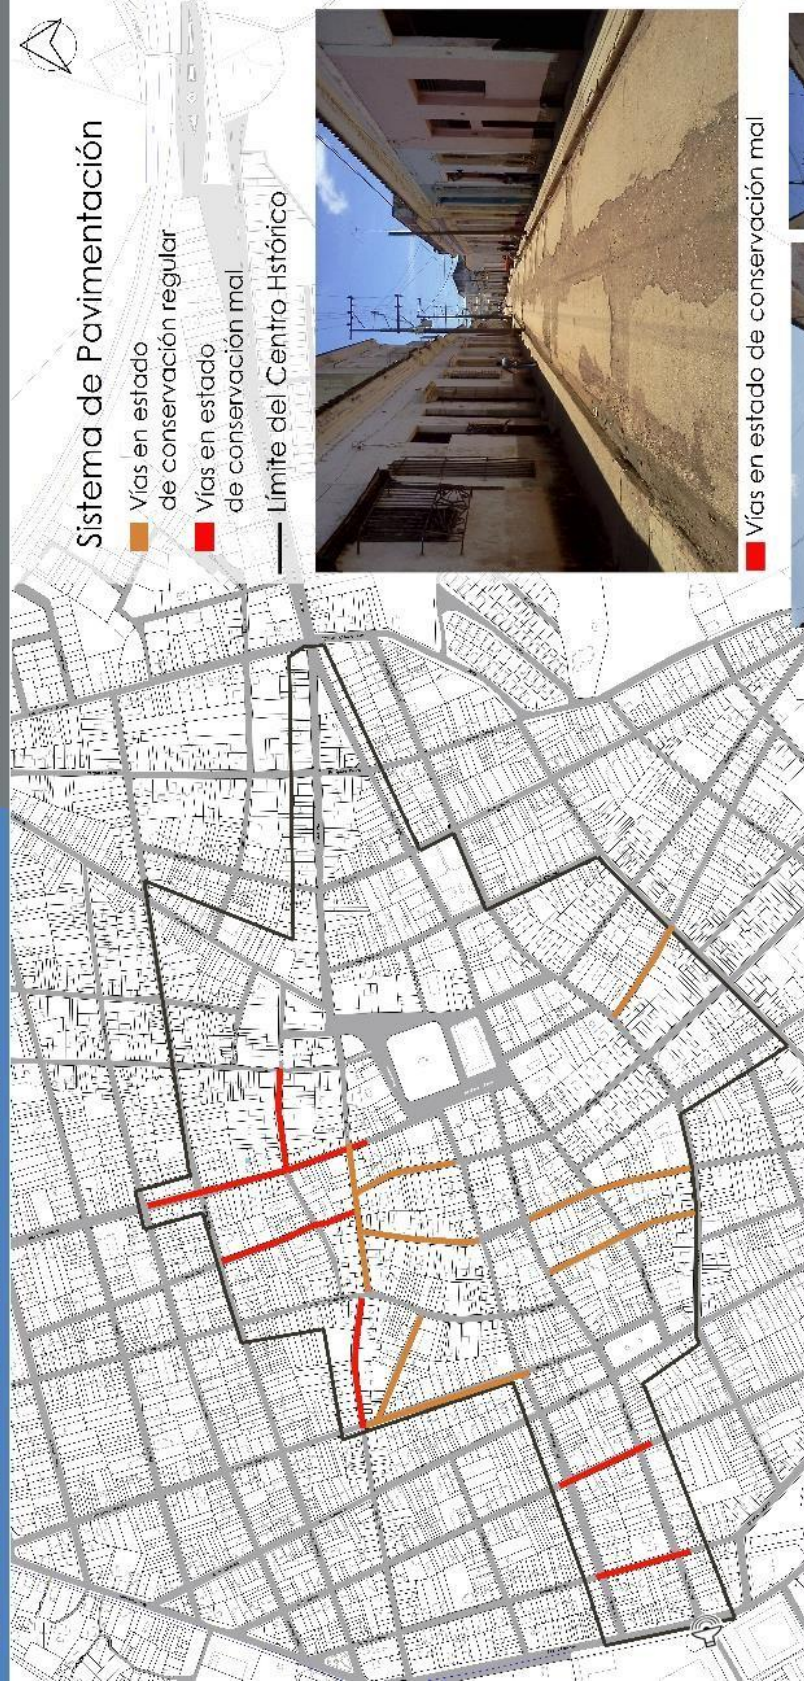 Sistema de Pavimentación
Vías en estado
de conservación regular
Vías en estado
de conservación mal
Límite del Centro Hstórico
Vías en estado de conservación mal